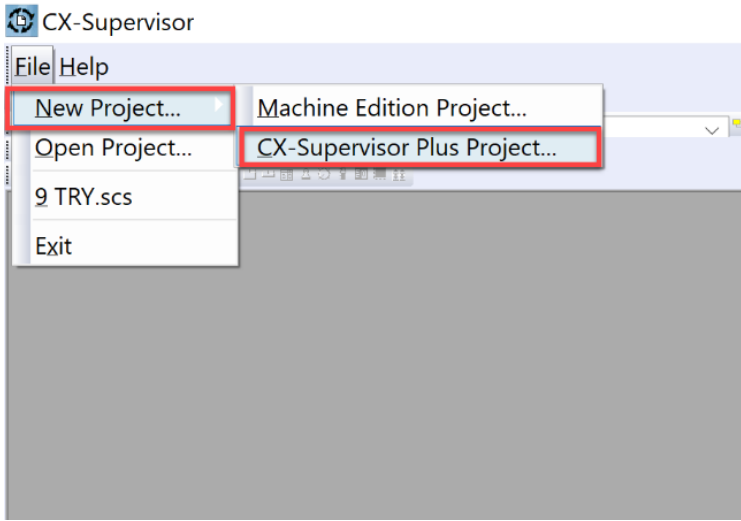 CX-Supervisor
File Help
New Project...
Machine Edition Project...
Open Project...
CX-Supervisor Plus Project...
9 TRY.scs
Exit